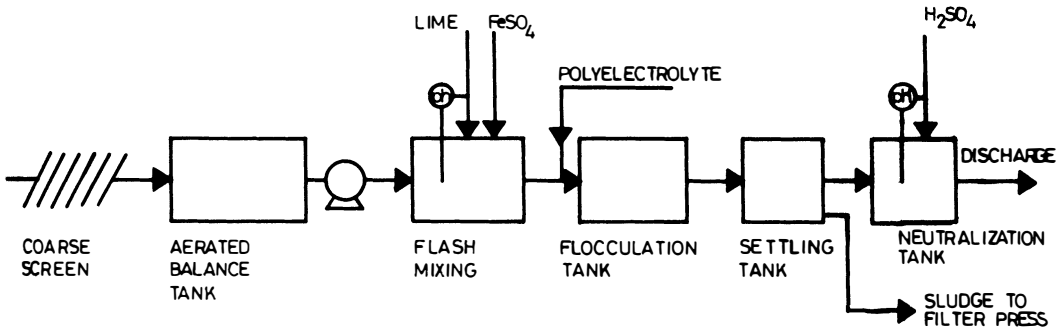 LIME
FeSO₄
H₂SO₄
POLYELECTROLYTE
ph
pH
DISCHARGE
COARSE
SCREEN
AERATED
BALANCE
TANK
FLASH
MIXING
FLOCCULATION
TANK
SETTLING
TANK
NEUTRALIZATION
TANK
SLUDGE TO
FILTER PRESS